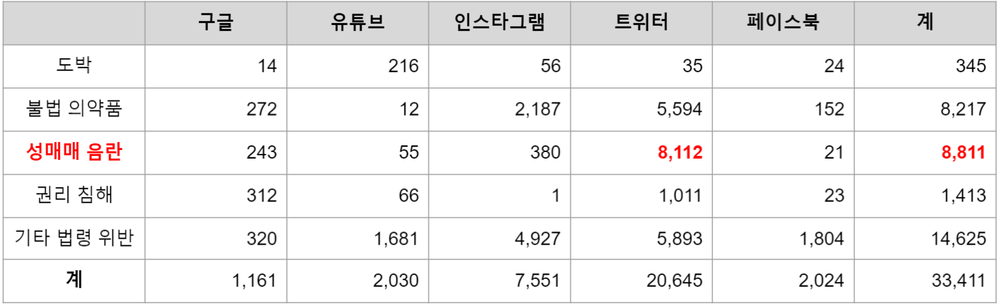 구글 유튜브 인스타그램 트위터 페이스북 계
도박 14 216 56 35 24 345
불법 의약품 272 12 2,187 5,594 152 8,217
성매매 음란 243 55 380 8,112 21 8,811
권리 침해 312 66 1 1,011 23 1,413
기타 법령 위반 320 1,681 4,927 5,893 1,804 14,625
계 1,161 2,030 7,551 20,645 2,024 33,411